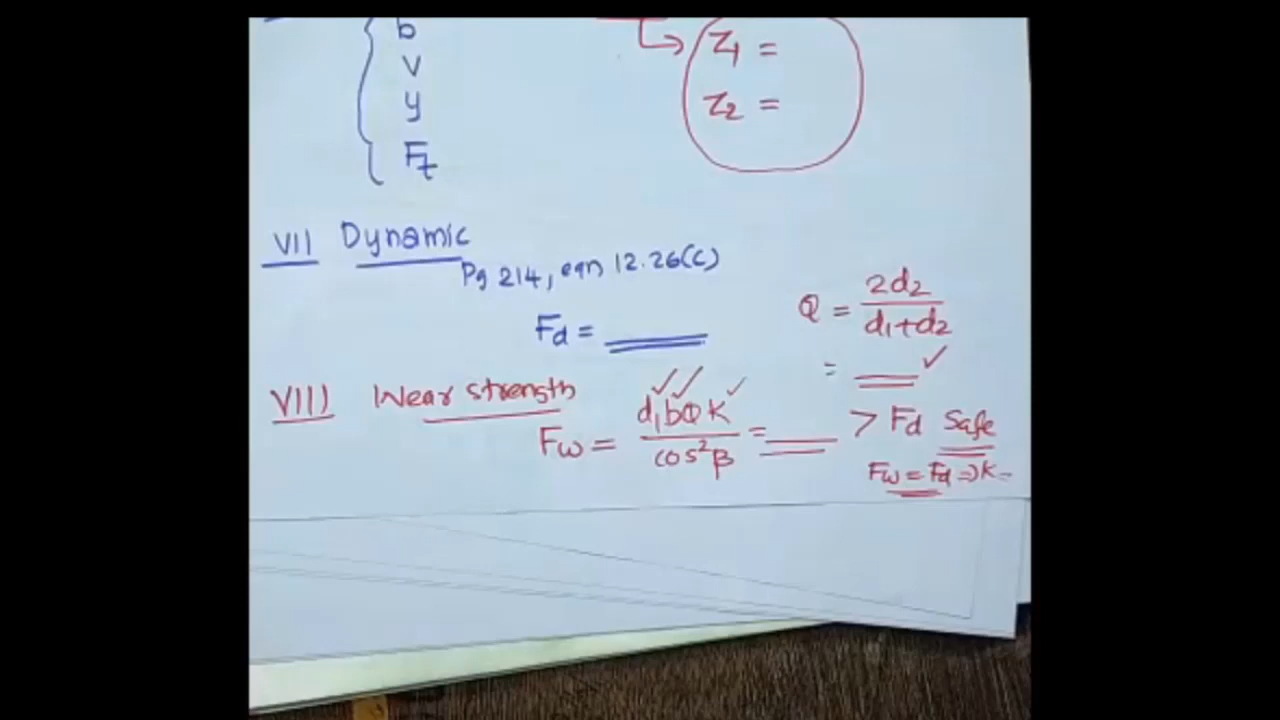 b
V
y
Ft
Z1 =
Z2 =
VII Dynamic
Pg 214, eqn 12.26(C)
Fd =
Q = 2d2 / d1+d2
=
VIII) Wear strength
Fw = d1bQK / cos²β = > Fd Safe
Fw = Fd ⇒ K-